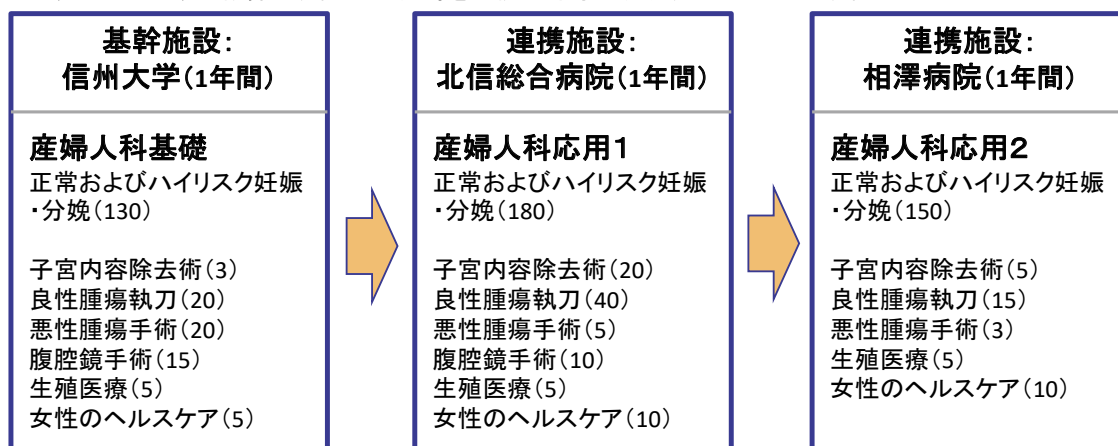 基幹施設:
信州大学(1年間)
産婦人科基礎
正常およびハイリスク妊娠
・分娩(130)
子宮内容除去術(3)
良性腫瘍執刀(20)
悪性腫瘍手術(20)
腹腔鏡手術(15)
生殖医療(5)
女性のヘルスケア(5)
連携施設:
北信総合病院(1年間)
産婦人科応用1
正常およびハイリスク妊娠
・分娩(180)
子宮内容除去術(20)
良性腫瘍執刀(40)
悪性腫瘍手術(5)
腹腔鏡手術(10)
生殖医療(5)
女性のヘルスケア(10)
連携施設:
相澤病院(1年間)
産婦人科応用2
正常およびハイリスク妊娠
・分娩(150)
子宮内容除去術(5)
良性腫瘍執刀(15)
悪性腫瘍手術(3)
生殖医療(5)
女性のヘルスケア(10)